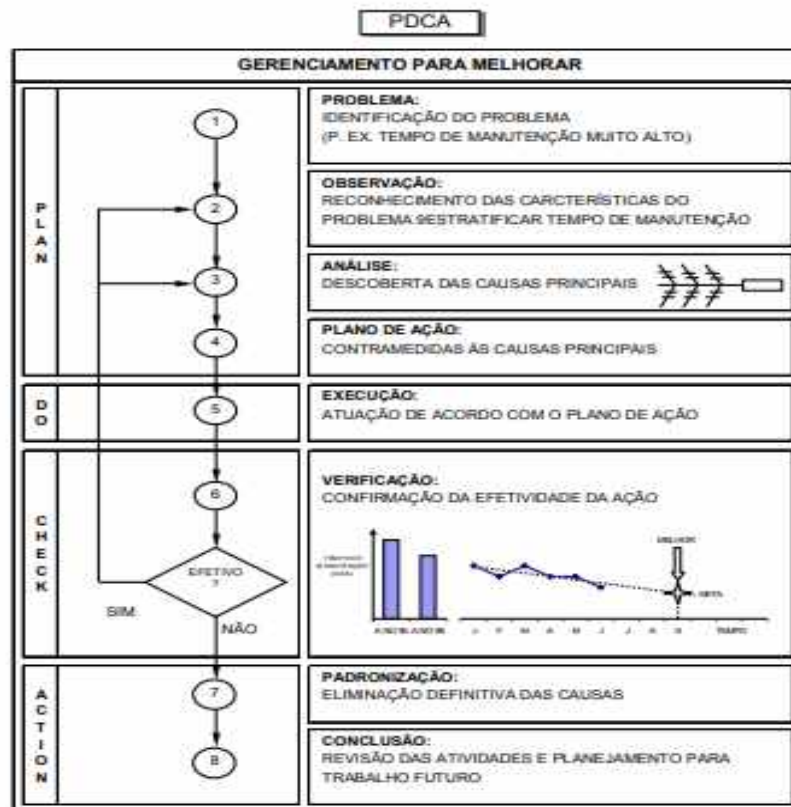 PDCA
GERENCIAMENTO PARA MELHORAR
PLAN
1
2
3
4
PROBLEMA:
IDENTIFICAÇÃO DO PROBLEMA
(P. EX. TEMPO DE MANUTENÇÃO MUITO ALTO)
OBSERVAÇÃO:
RECONHECIMENTO DAS CARCTERÍSTICAS DO
PROBLEMA 9ESTRATIFICAR TEMPO DE MANUTENÇÃO
ANÁLISE:
DESCOBERTA DAS CAUSAS PRINCIPAIS
PLANO DE AÇÃO:
CONTRAMEDIDAS ÀS CAUSAS PRINCIPAIS
DO
5
EXECUÇÃO:
ATUAÇÃO DE ACORDO COM O PLANO DE AÇÃO
CHECK
6
EFETIVO
?
SIM
NÃO
VERIFICAÇÃO:
CONFIRMAÇÃO DA EFETIVIDADE DA AÇÃO
MELHOR
META
J F M A M J J A S TEMPO
ACTION
7
8
PADRONIZAÇÃO:
ELIMINAÇÃO DEFINITIVA DAS CAUSAS
CONCLUSÃO:
REVISÃO DAS ATIVIDADES E PLANEJAMENTO PARA
TRABALHO FUTURO